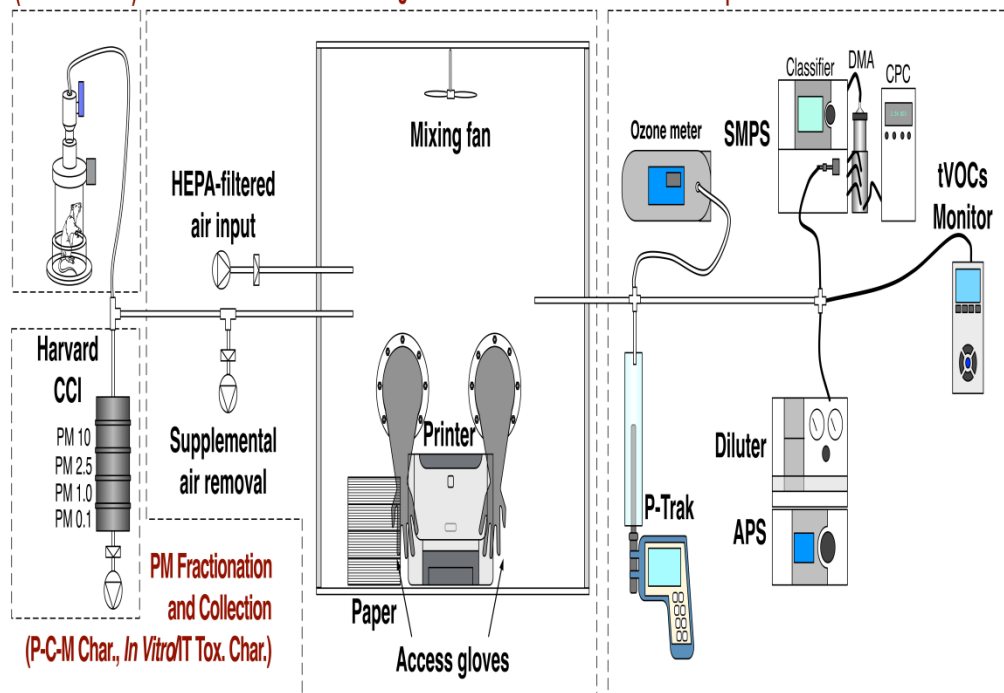 Mixing fan
HEPA-filtered
air input
Supplemental
air removal
Harvard
CCI
PM 10
PM 2.5
PM 1.0
PM 0.1
PM Fractionation
and Collection
(P-C-M Char., In Vitro/IT Tox. Char.)
Printer
Paper
Access gloves
Ozone meter
SMPS
Classifier
DMA
CPC
tVOCs
Monitor
P-Trak
Diluter
APS